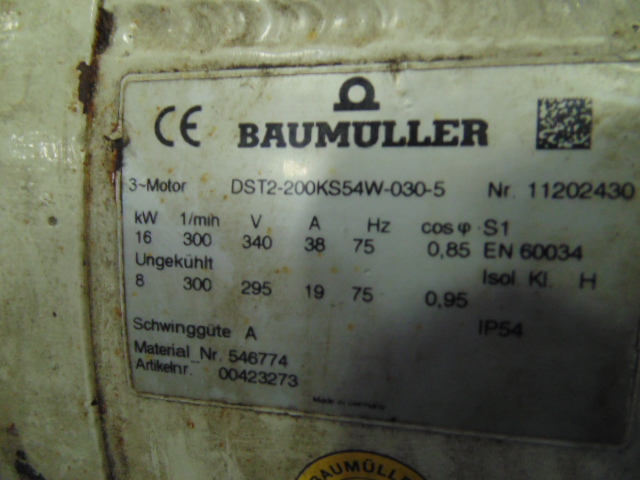 CE BAUMÜLLER
3~Motor DST2-200KS54W-030-5 Nr. 11202430
kW 1/min V A Hz cos φ S1
16 300 340 38 75 0,85 EN 60034
Ungekühlt Isol. Kl. H
8 300 295 19 75 0,95
Schwinggüte A IP54
Material_Nr. 546774
Artikelnr. 00423273
Made in Germany
BAUMÜLLER